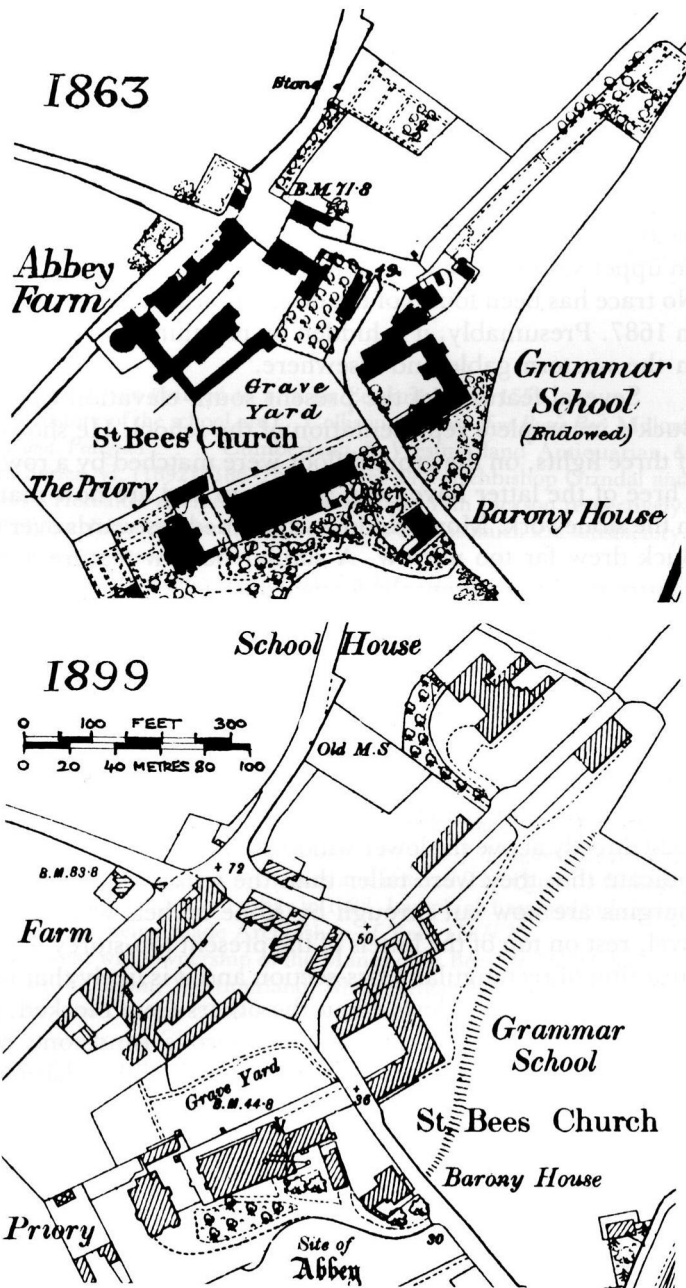 1863
Stone
B.M. 71·8
Abbey
Farm
49
Grave
Yard
Grammar
School
(Endowed)
St. Bees Church
The Priory
Barony House
School House
1899
0 100 FEET 300
0 20 40 METRES 80 100
Old M.S
B.M. 83·8
+ 72
Farm
+
50
Grammar
School
Grave Yard
B.M. 44·8
+
36
St. Bees Church
Barony House
Priory
30
Site of
Abbey